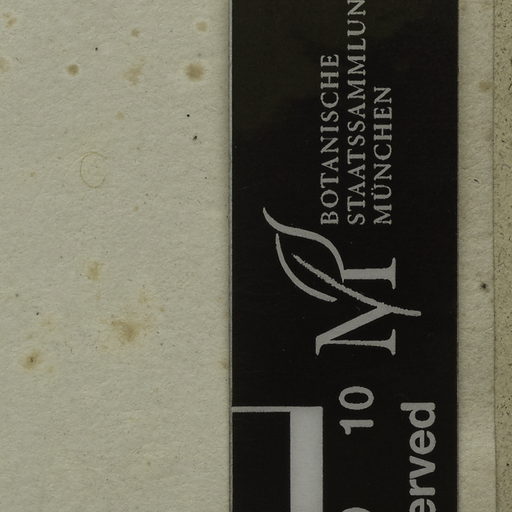 BOTANISCHE
STAATSSAMMLUN
MÜNCHEN
M
10
erved